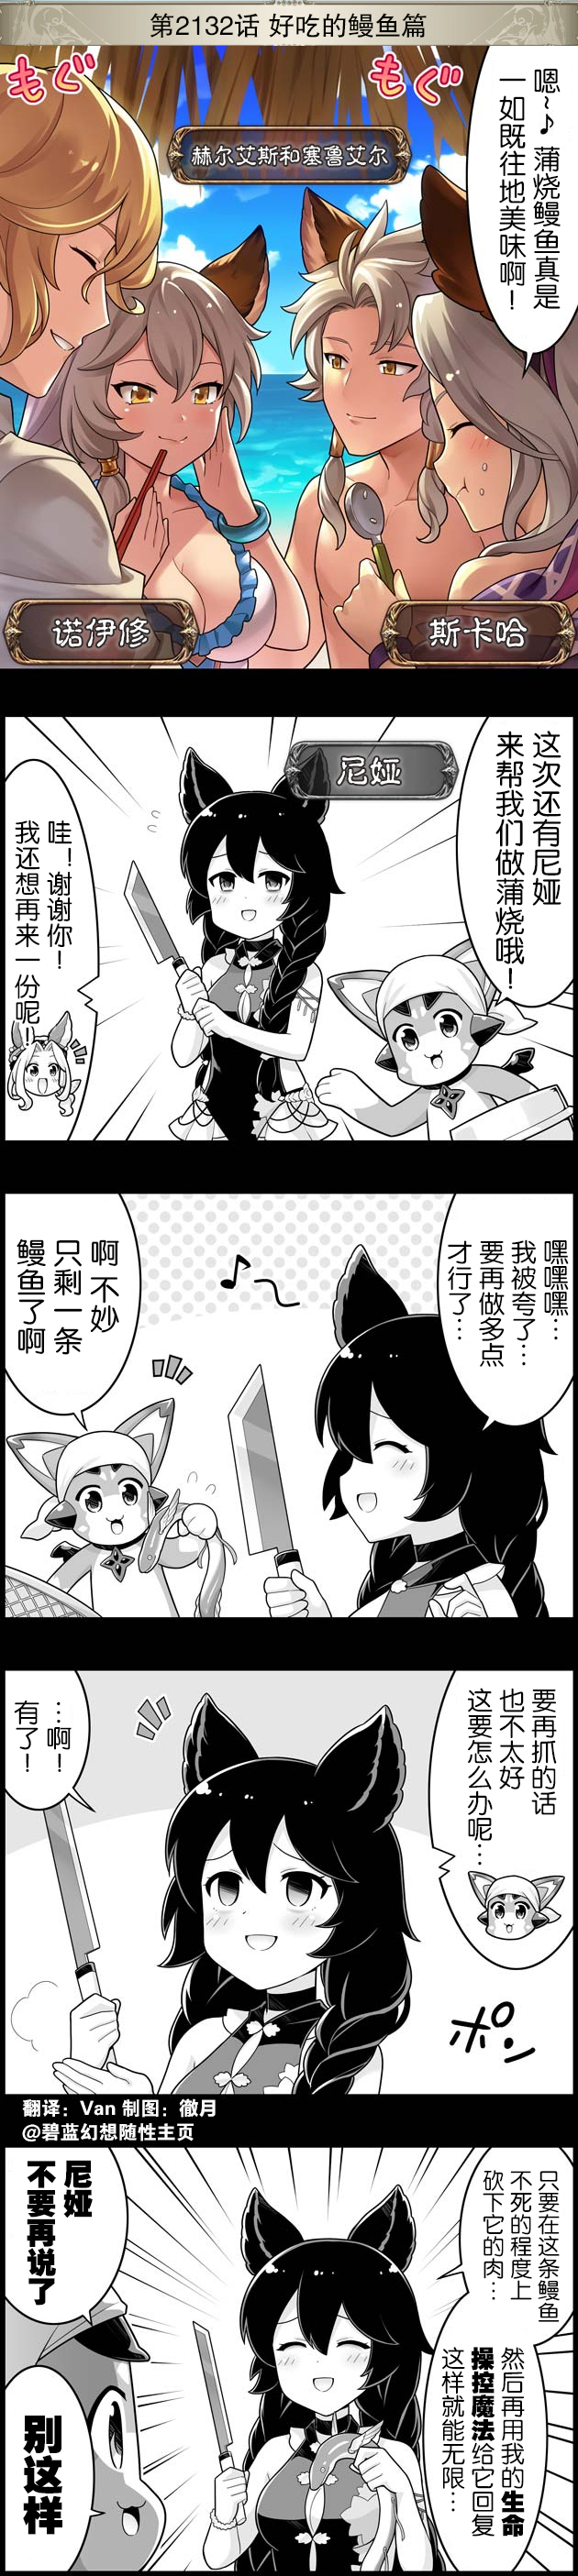 第2132话 好吃的鳗鱼篇
もぐ
もぐ
嗯~♪ 蒲烧鳗鱼真是
一如既往地美味啊！
赫尔艾斯和塞鲁艾尔
诺伊修
斯卡哈
这次还有尼娅
来帮我们做蒲烧哦！
尼娅
哇！谢谢你！
我还想再来一份呢！
嘿嘿嘿…
我被夸了…
要再做多点
才行了…
啊 不妙
只剩一条
鳗鱼了啊
要再抓的话
也不太好
这要怎么办呢…
…啊！
有了！
ポン
翻译：Van 制图：徹月
@碧蓝幻想随性主页
只要在这条鳗鱼
不死的程度上
砍下它的肉…
然后再用我的生命
操控魔法给它回复
这样就能无限…
尼娅
不要再说了
别这样